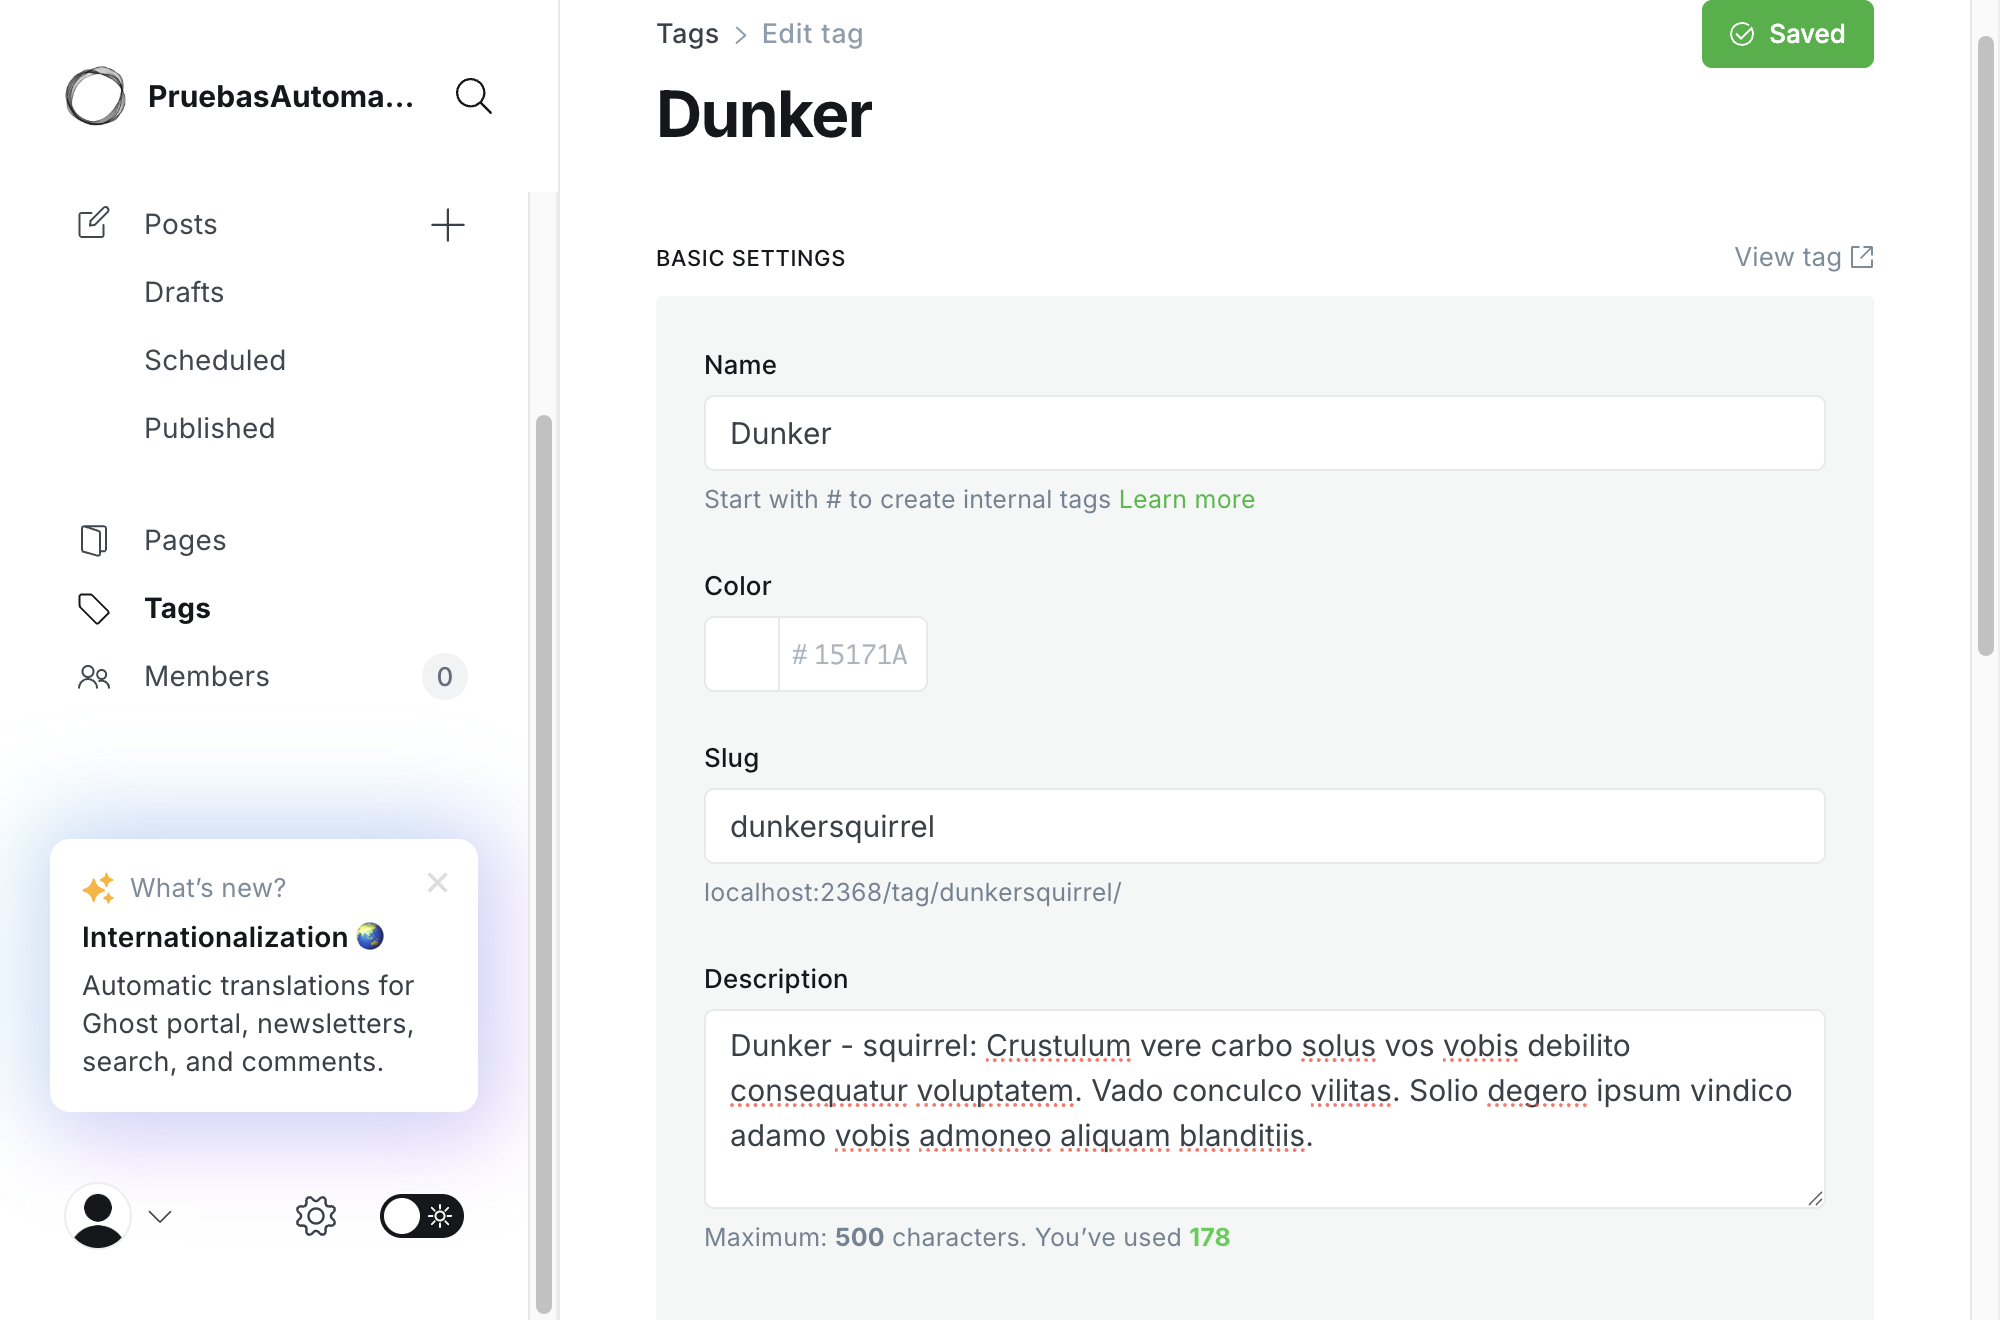 PruebasAutoma...
Posts
Drafts
Scheduled
Published
Pages
Tags
Members
0
What's new?
Internationalization 🌏
Automatic translations for
Ghost portal, newsletters,
search, and comments.
Tags > Edit tag
Saved
Dunker
BASIC SETTINGS
View tag
Name
Dunker
Start with # to create internal tags Learn more
Color
# 15171A
Slug
dunkersquirrel
localhost:2368/tag/dunkersquirrel/
Description
Dunker - squirrel: Crustulum vere carbo solus vos vobis debilito
consequatur voluptatem. Vado conculco vilitas. Solio degero ipsum vindico
adamo vobis admoneo aliquam blanditiis.
Maximum: 500 characters. You’ve used 178